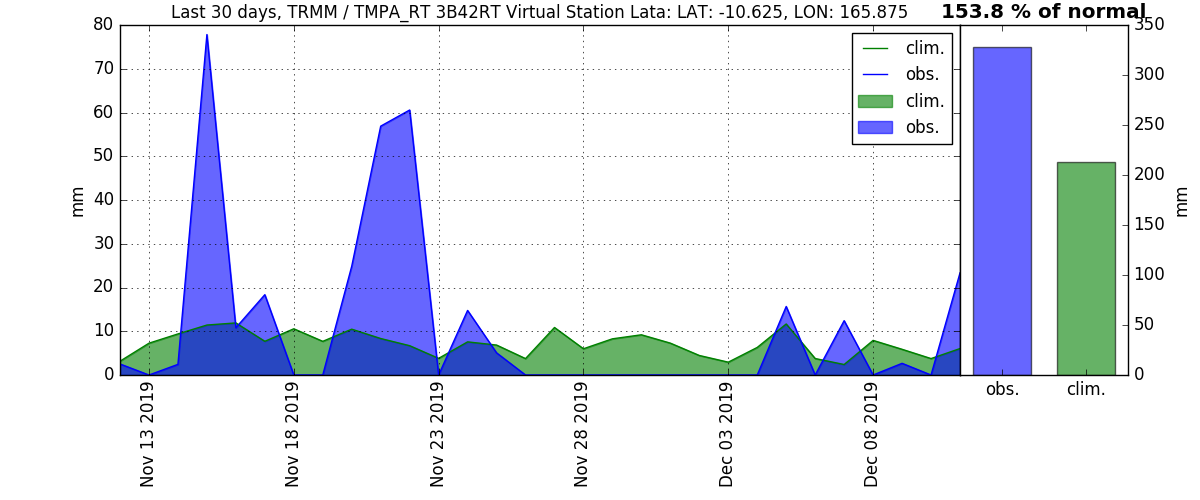 Last 30 days, TRMM / TMPA_RT 3B42RT Virtual Station Lata: LAT: -10.625, LON: 165.875
153.8 % of normal
80
70
60
50
40
30
20
10
0
mm
Nov 13 2019
Nov 18 2019
Nov 23 2019
Nov 28 2019
Dec 03 2019
Dec 08 2019
clim.
obs.
clim.
obs.
350
300
250
200
150
100
50
0
mm
obs.
clim.